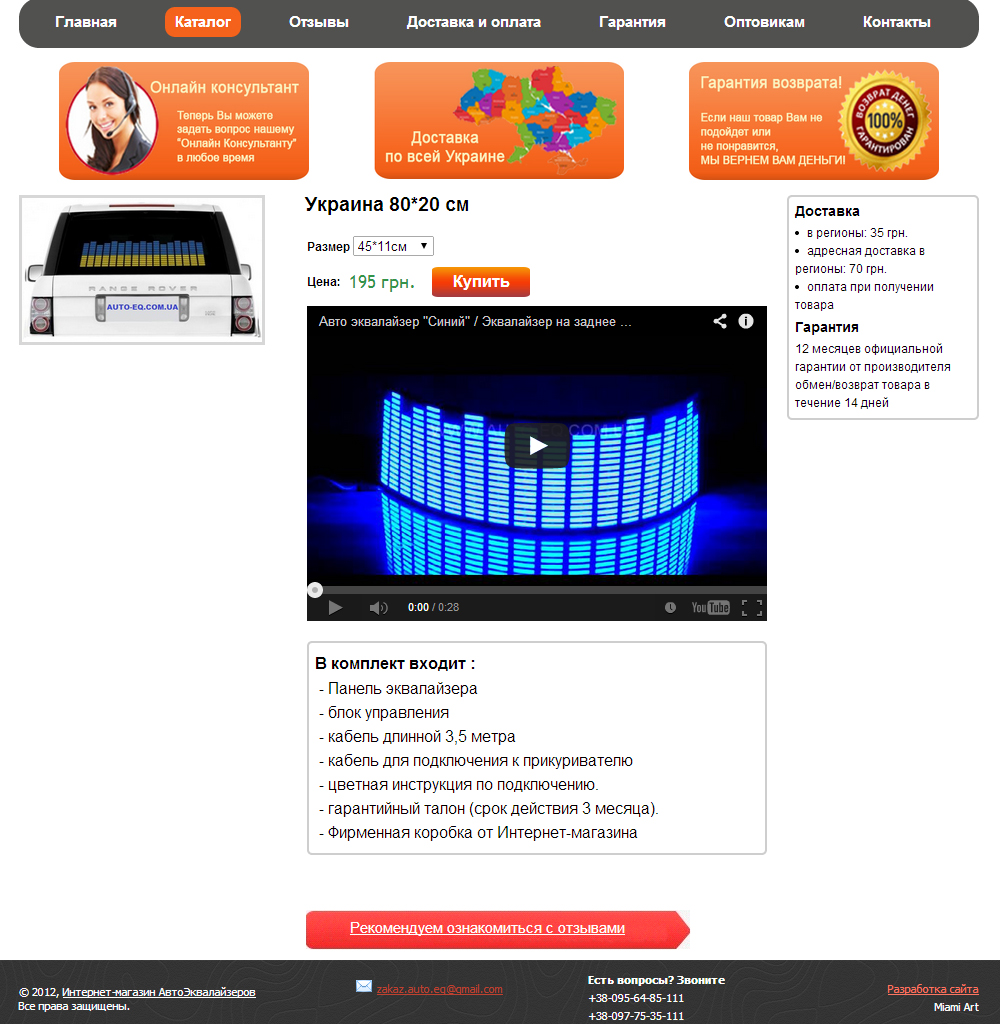 Главная
Каталог
Отзывы
Доставка и оплата
Гарантия
Оптовикам
Контакты
Онлайн консультант
Теперь Вы можете
задать вопрос нашему
"Онлайн Консультанту"
в любое время
Доставка
по всей Украине
Гарантия возврата!
Если наш товар Вам не
подойдет или
не понравится,
МЫ ВЕРНЕМ ВАМ ДЕНЬГИ!
ВОЗВРАТ ДЕНЕГ
100%
ГАРАНТИРОВАН
RANGE ROVER
AUTO-EQ.COM.UA
Украина 80*20 см
Размер 45*11см
Цена: 195 грн. Купить
Авто эквалайзер "Синий" / Эквалайзер на заднее ...
0:00 / 0:28
YouTube
В комплект входит :
- Панель эквалайзера
- блок управления
- кабель длинной 3,5 метра
- кабель для подключения к прикуривателю
- цветная инструкция по подключению.
- гарантийный талон (срок действия 3 месяца).
- Фирменная коробка от Интернет-магазина
Доставка
• в регионы: 35 грн.
• адресная доставка в
регионы: 70 грн.
• оплата при получении
товара
Гарантия
12 месяцев официальной
гарантии от производителя
обмен/возврат товара в
течение 14 дней
Рекомендуем ознакомиться с отзывами
© 2012, Интернет-магазин АвтоЭквалайзеров
Все права защищены.
zakaz.auto.eq@gmail.com
Есть вопросы? Звоните
+38-095-64-85-111
+38-097-75-35-111
Разработка сайта
Miami Art